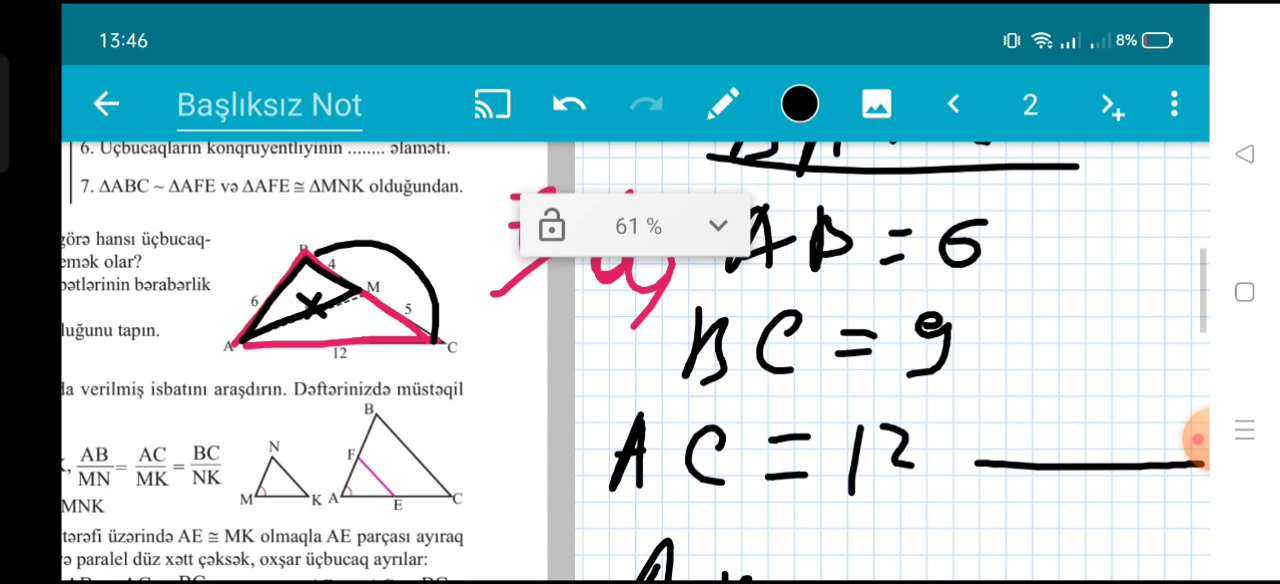 13:46
8%
Başlıksız Not
2
6. Üçbucaqların konqruyentliyinin ........ əlaməti.
7. ΔABC ~ ΔAFE və ΔAFE ≅ ΔMNK olduğundan.
61 %
görə hansı üçbucaq-
emək olar?
bətlərinin bərabərlik
luğunu tapın.
B
4
M
6
5
A
12
C
AB = 6
BC = 9
AC = 12
da verilmiş isbatını araşdırın. Dəftərinizdə müstəqil
AB/MN = AC/MK = BC/NK
MNK
N
M
K
B
F
A
E
C
tərəfi üzərində AE ≅ MK olmaqla AE parçası ayıraq
ə paralel düz xətt çəksək, oxşar üçbucaq ayrılar: